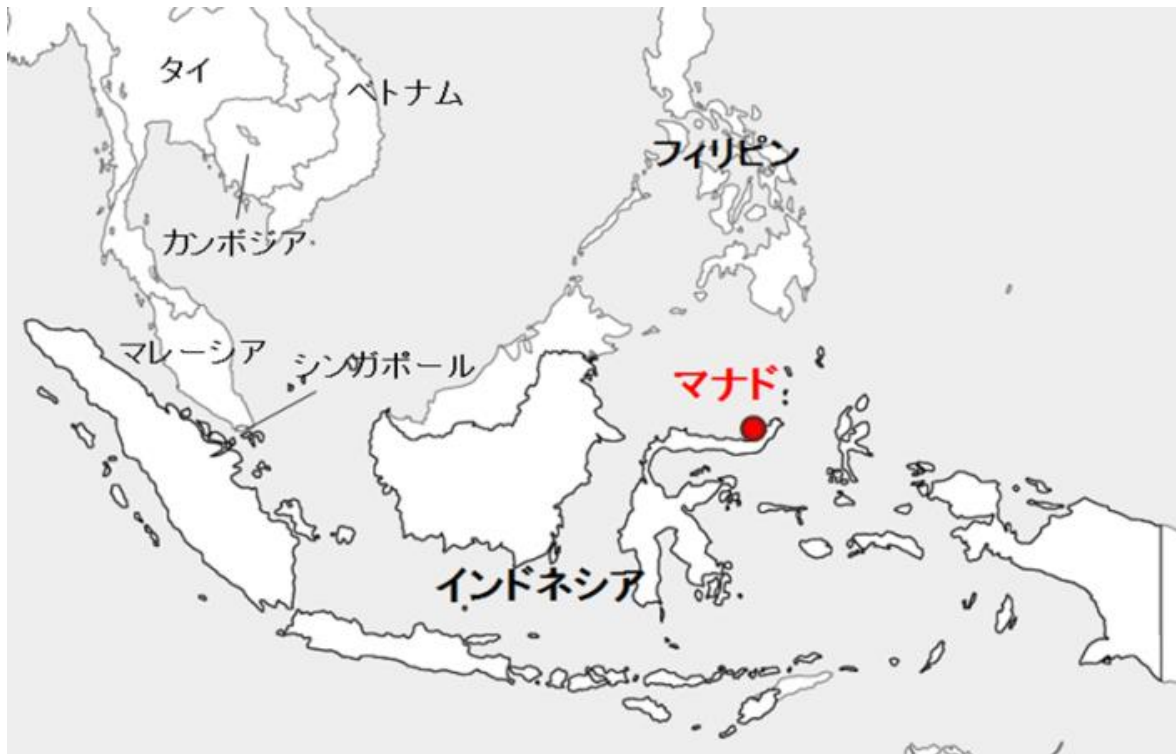 タイ
ベトナム
フィリピン
カンボジア
マレーシア
シンガポール
マナド
インドネシア